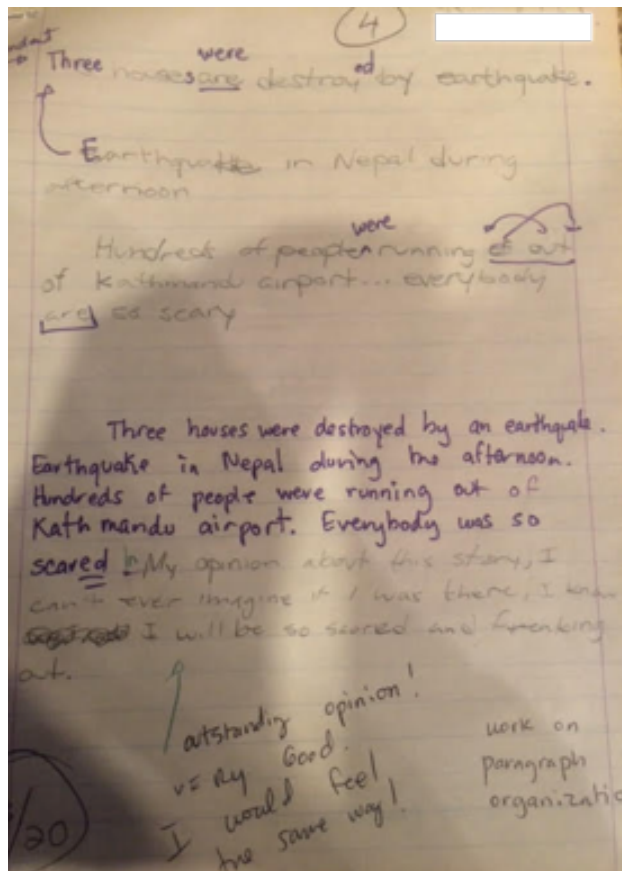 4
were
Three houses are destroy ed by earthquake.
Earthquake in Nepal during
afternoon
were
Hundreds of people running out
of Kathmandu airport... everybody
are so scary
Three houses were destroyed by an earthquake.
Earthquake in Nepal during the afternoon.
Hundreds of people were running out of
Kathmandu airport. Everybody was so
scared My opinion about this story, I
can't ever imagine if I was there, I know
I will be so scared and freaking
out.
outstanding opinion!
very Good.
I would feel
the same way!
work on
paragraph
organizatio
/20